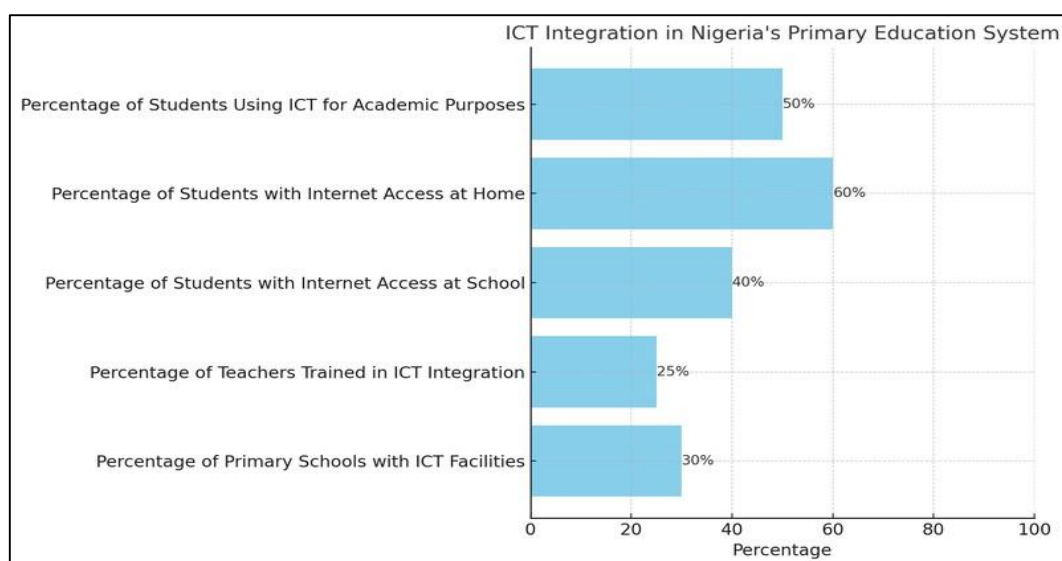 ICT Integration in Nigeria's Primary Education System
Percentage of Students Using ICT for Academic Purposes
50%
Percentage of Students with Internet Access at Home
60%
Percentage of Students with Internet Access at School
40%
Percentage of Teachers Trained in ICT Integration
25%
Percentage of Primary Schools with ICT Facilities
30%
0 20 40 60 80 100
Percentage